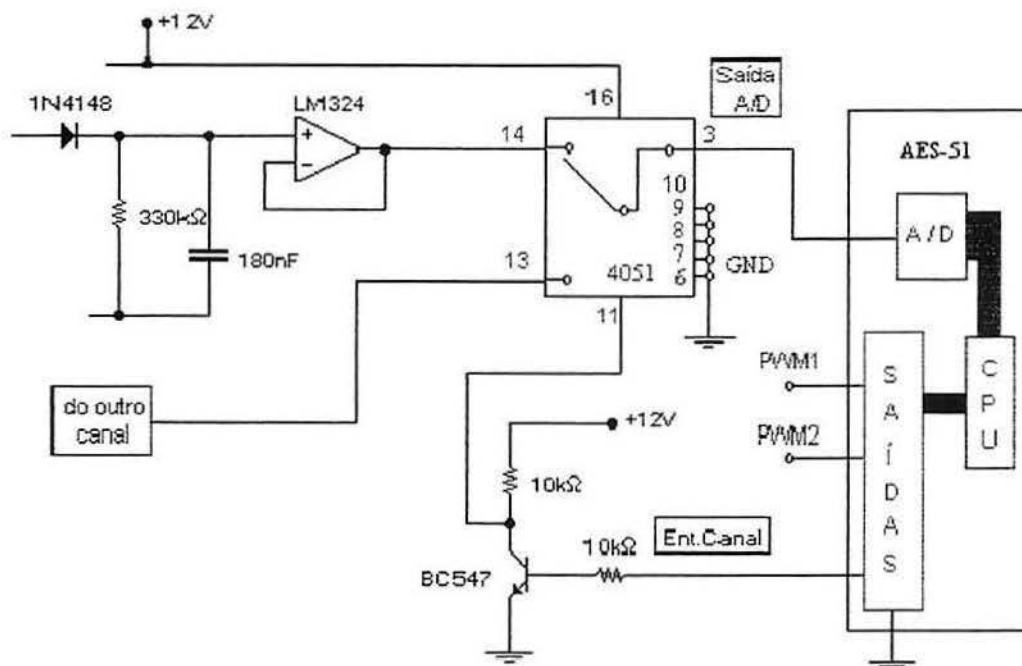 +12V
1N4148
LM324
16
Saída
A/D
14
3
AES-51
10
9
8
7
6
GND
A/D
330kΩ
180nF
13
4051
11
PWM1
PWM2
S
A
Í
D
A
S
C
P
U
do outro
canal
+12V
10kΩ
10kΩ
Ent.Canal
BC547